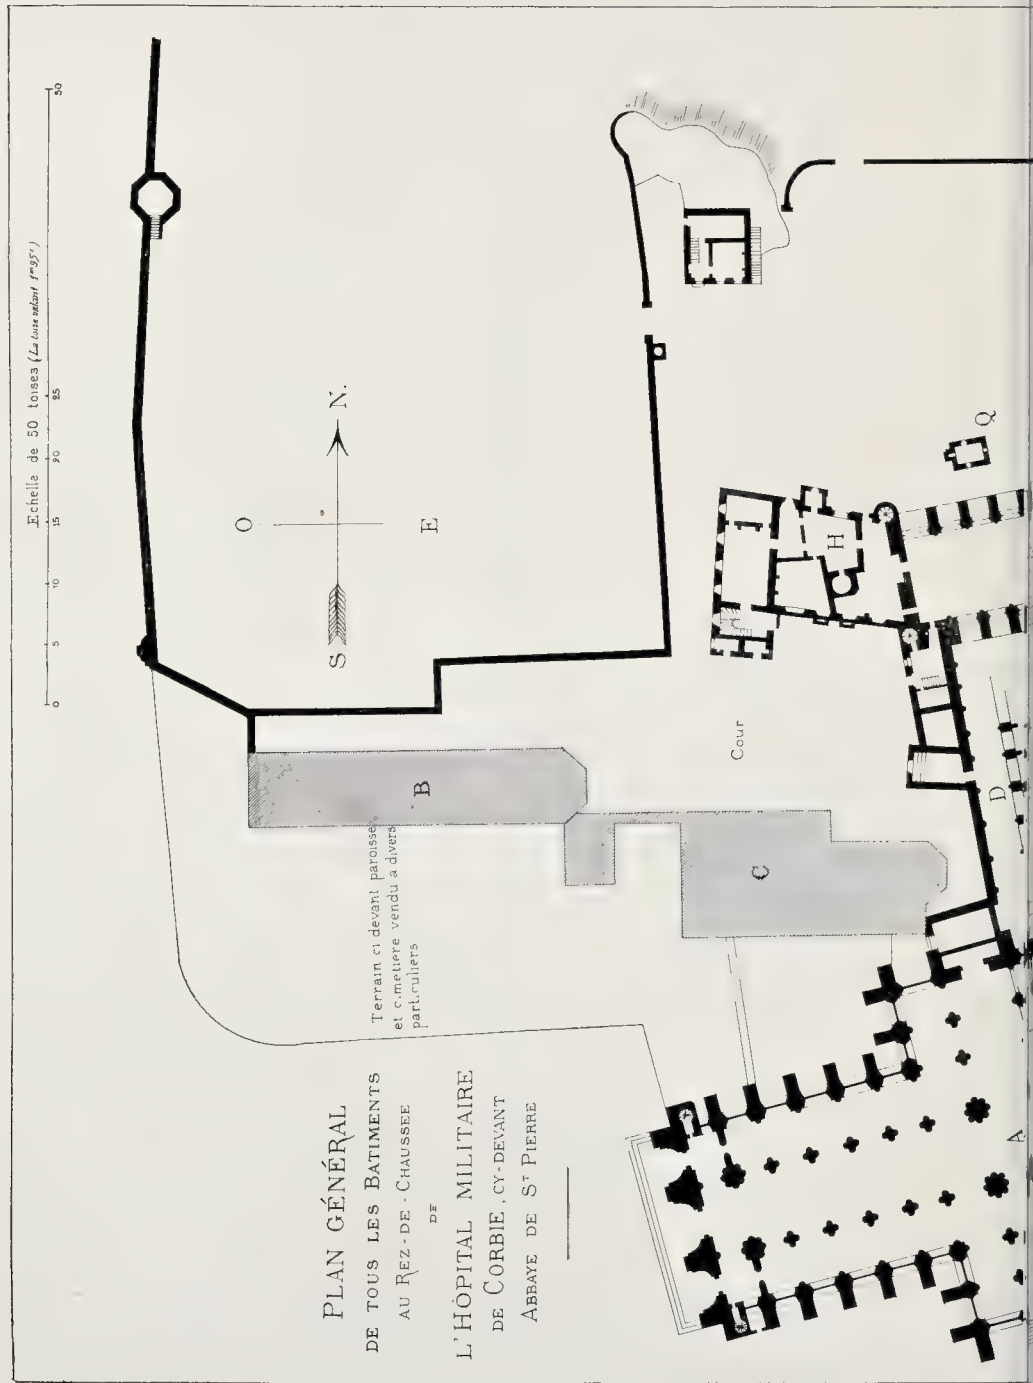 PLAN GÉNÉRAL
DE TOUS LES BATIMENTS
AU REZ-DE-CHAUSSEE
DE
L'HÔPITAL MILITAIRE
DE CORBIE, CY-DEVANT
ABBAYE DE ST PIERRE
Echelle de 50 toises (La toise valant 1m95c)
0 5 10 15 20 25 50
O
S N.
E
Terrain ci devant paroisse
et cimetiere vendu a divers
particuliers
B
C
Cour
H
Q
D
A